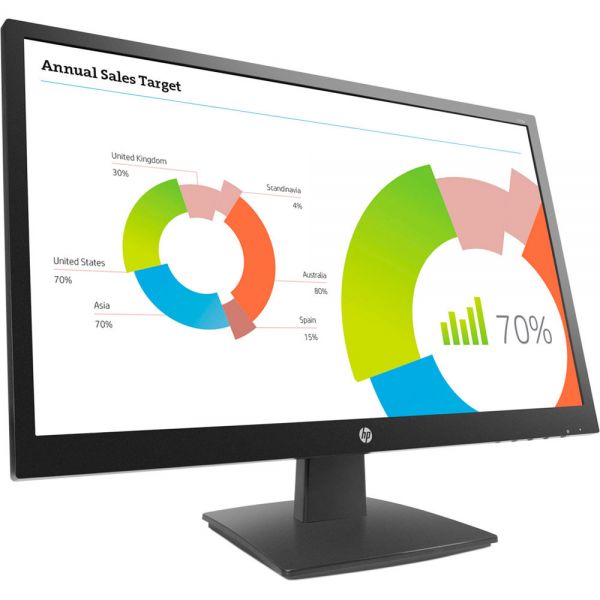 Annual Sales Target
United Kingdom
30%
Scandinavia
4%
United States
70%
Australia
80%
Asia
70%
Spain
15%
70%
hp